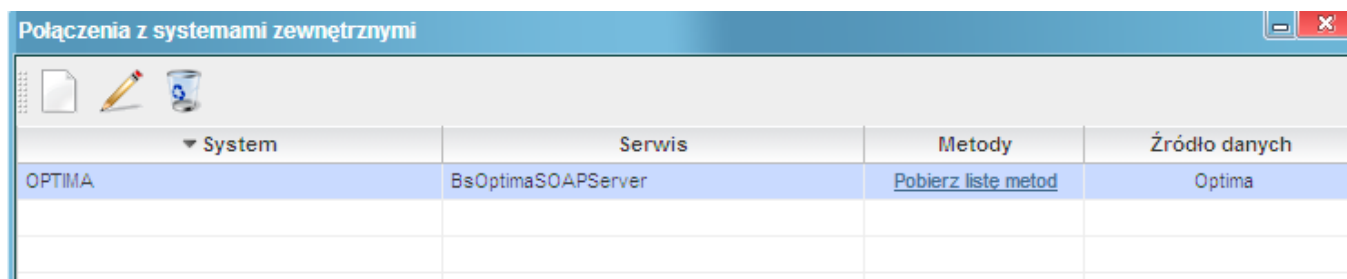 Połączenia z systemami zewnętrznymi
System Serwis Metody Źródło danych
OPTIMA BsOptimaSOAPServer Pobierz listę metod Optima